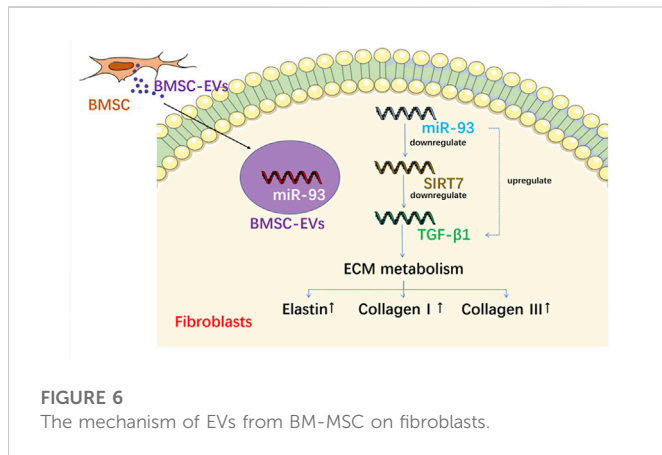 BMSC-EVs
BMSC
miR-93
BMSC-EVs
miR-93
downregulate
SIRT7
downregulate
upregulate
TGF-β1
ECM metabolism
Elastin↑ Collagen I ↑ Collagen III↑
Fibroblasts
FIGURE 6
The mechanism of EVs from BM-MSC on fibroblasts.